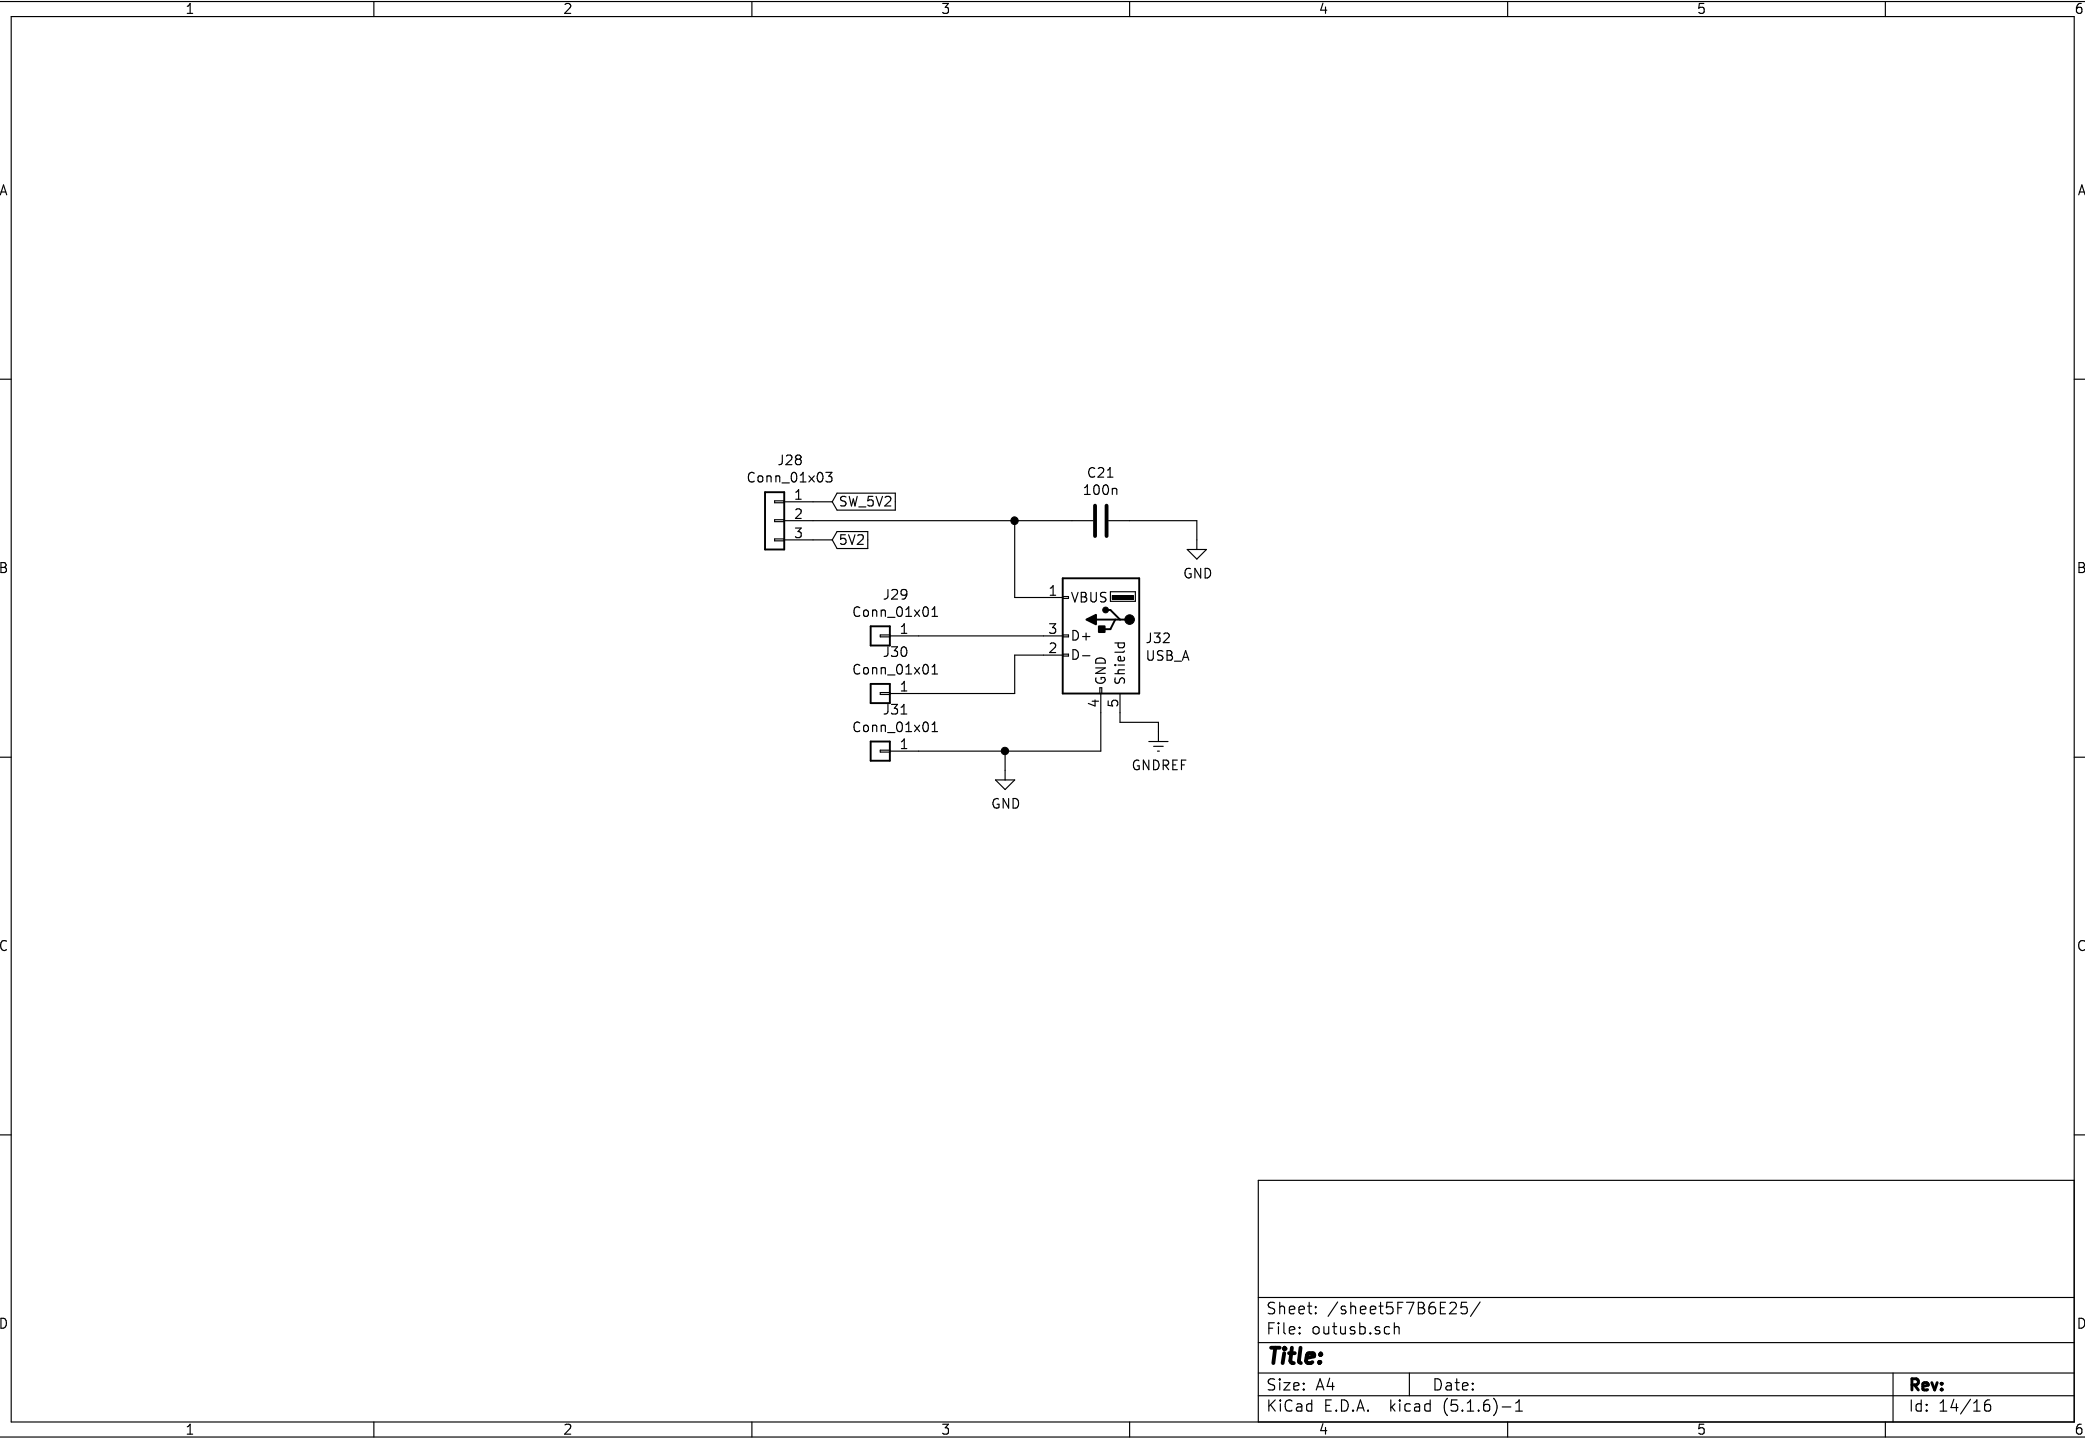 1 2 3 4 5 6
A A
J28
Conn_01x03
1 SW_5V2
2
3 5V2
C21
100n
GND
B B
J29
Conn_01x01
1
J30
Conn_01x01
1
J31
Conn_01x01
1
GND
1 VBUS
3 D+
2 D-
GND
Shield
4 5
J32
USB_A
GNDREF
C C
D D
Sheet: /sheet5F7B6E25/
File: outusb.sch
Title:
Size: A4 Date: Rev:
KiCad E.D.A. kicad (5.1.6)-1 Id: 14/16
1 2 3 4 5 6